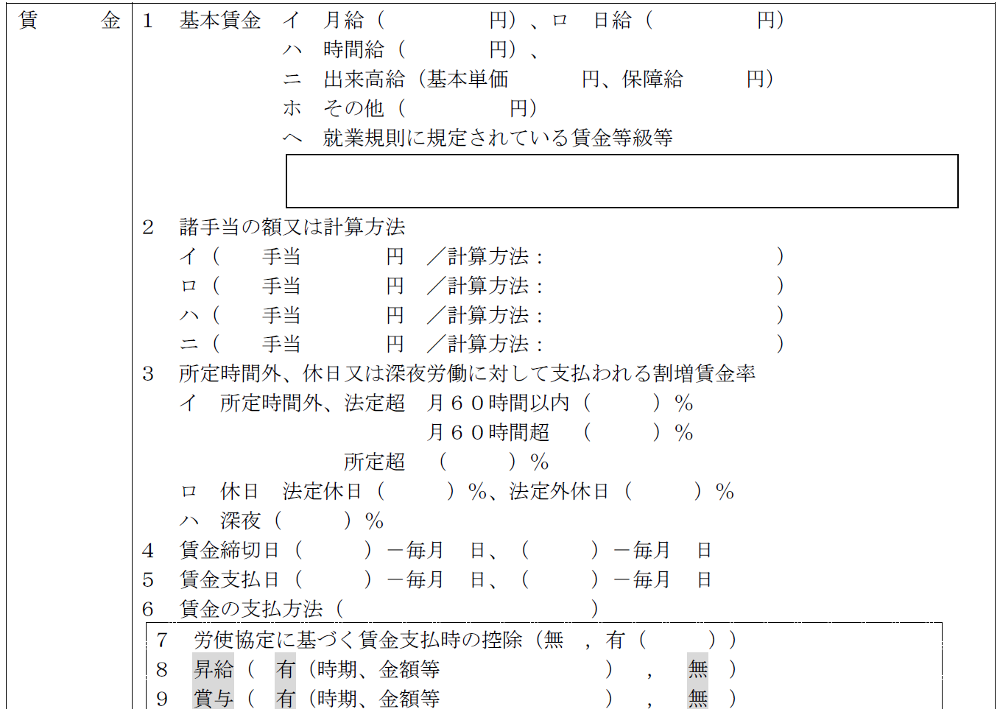 賃　　　金　1　基本賃金　イ　月給（　　　　　円）、ロ　日給（　　　　　円）
ハ　時間給（　　　　円）、
ニ　出来高給（基本単価　　　　円、保障給　　　円）
ホ　その他（　　　　　円）
ヘ　就業規則に規定されている賃金等級等
２　諸手当の額又は計算方法
イ（　　手当　　　　円　／計算方法：　　　　　　　　　　　）
ロ（　　手当　　　　円　／計算方法：　　　　　　　　　　　）
ハ（　　手当　　　　円　／計算方法：　　　　　　　　　　　）
ニ（　　手当　　　　円　／計算方法：　　　　　　　　　　　）
３　所定時間外、休日又は深夜労働に対して支払われる割増賃金率
イ　所定時間外、法定超　月６０時間以内（　　　）％
月６０時間超　（　　　）％
所定超　（　　　）％
ロ　休日　法定休日（　　　）％、法定外休日（　　　）％
ハ　深夜（　　　）％
４　賃金締切日（　　　）－毎月　日、（　　　）－毎月　日
５　賃金支払日（　　　）－毎月　日、（　　　）－毎月　日
６　賃金の支払方法（　　　　　　　　　　　　）
７　労使協定に基づく賃金支払時の控除（無　，有（　　　））
８　昇給（　有（時期、金額等　　　　　　　　）　，　無　）
９　賞与（　有（時期、金額等　　　　　　　　）　，　無　）